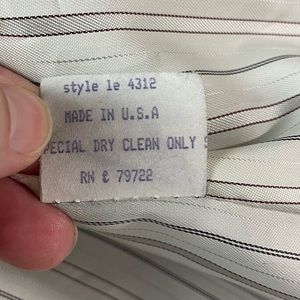 style le 4312
MADE IN U.S.A
PECIAL DRY CLEAN ONLY S
RN £ 79722